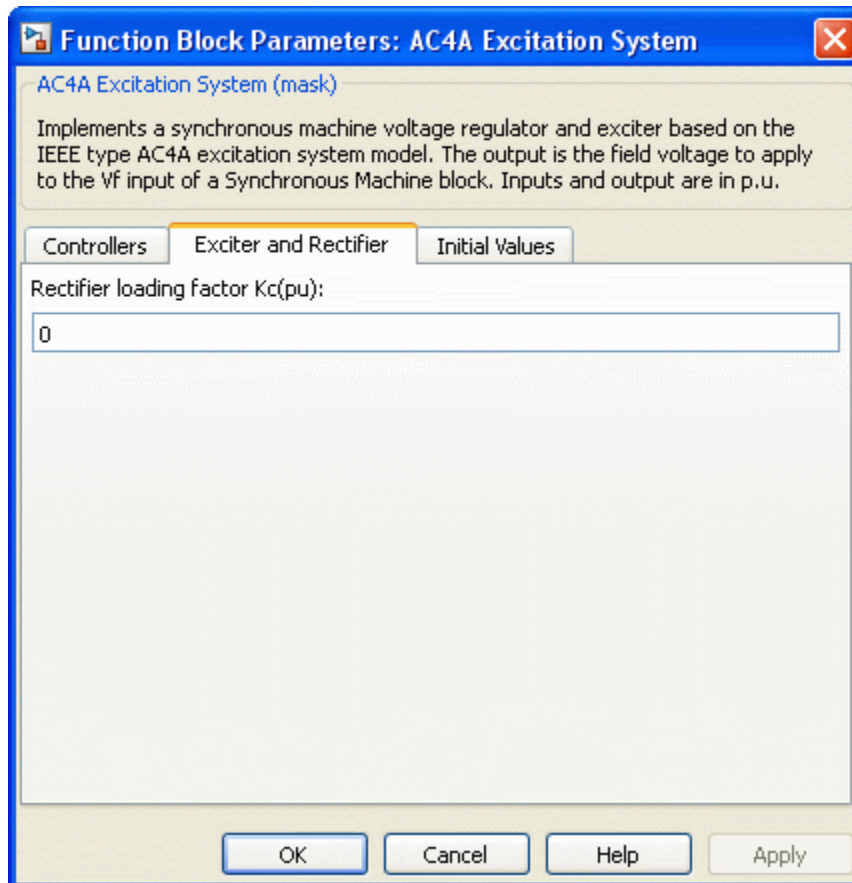 Function Block Parameters: AC4A Excitation System
AC4A Excitation System (mask)
Implements a synchronous machine voltage regulator and exciter based on the
IEEE type AC4A excitation system model. The output is the field voltage to apply
to the Vf input of a Synchronous Machine block. Inputs and output are in p.u.
Controllers Exciter and Rectifier Initial Values
Rectifier loading factor Kc(pu):
0
OK Cancel Help Apply